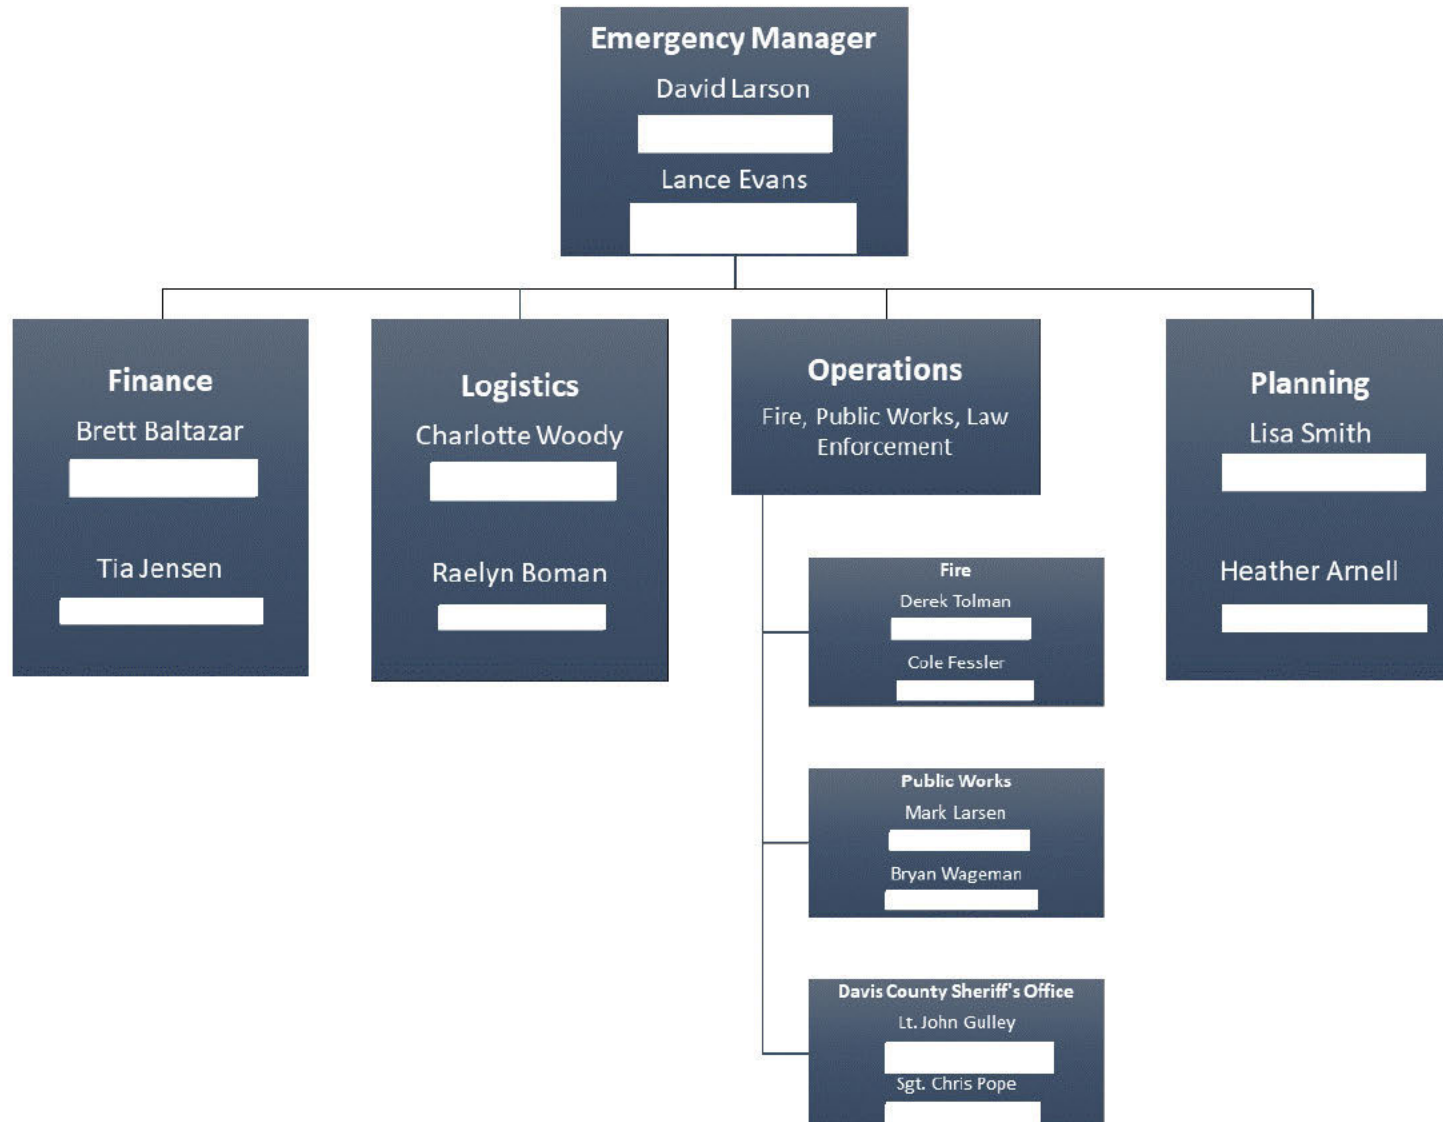 Emergency Manager
David Larson
Lance Evans
Finance
Brett Baltazar
Tia Jensen
Logistics
Charlotte Woody
Raelyn Boman
Operations
Fire, Public Works, Law
Enforcement
Planning
Lisa Smith
Heather Arnell
Fire
Derek Tolman
Cole Fessler
Public Works
Mark Larsen
Bryan Wageman
Davis County Sheriff's Office
Lt. John Gulley
Sgt. Chris Pope